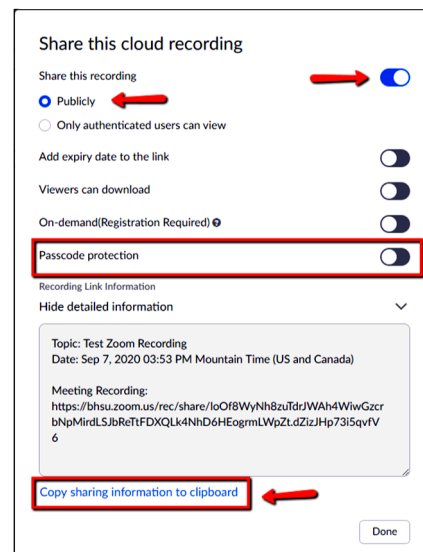 Share this cloud recording
Share this recording
Publicly
Only authenticated users can view
Add expiry date to the link
Viewers can download
On-demand(Registration Required)
Passcode protection
Recording Link Information
Hide detailed information
Topic: Test Zoom Recording
Date: Sep 7, 2020 03:53 PM Mountain Time (US and Canada)
Meeting Recording:
https://bhsu.zoom.us/rec/share/IoOf8WyNh8zuTdrJWAh4WiwGzcr
bNpMirdLSJbReTtFDXQLk4NhD6HEogrmLWpZt.dZizJHp73i5qvfV
6
Copy sharing information to clipboard
Done